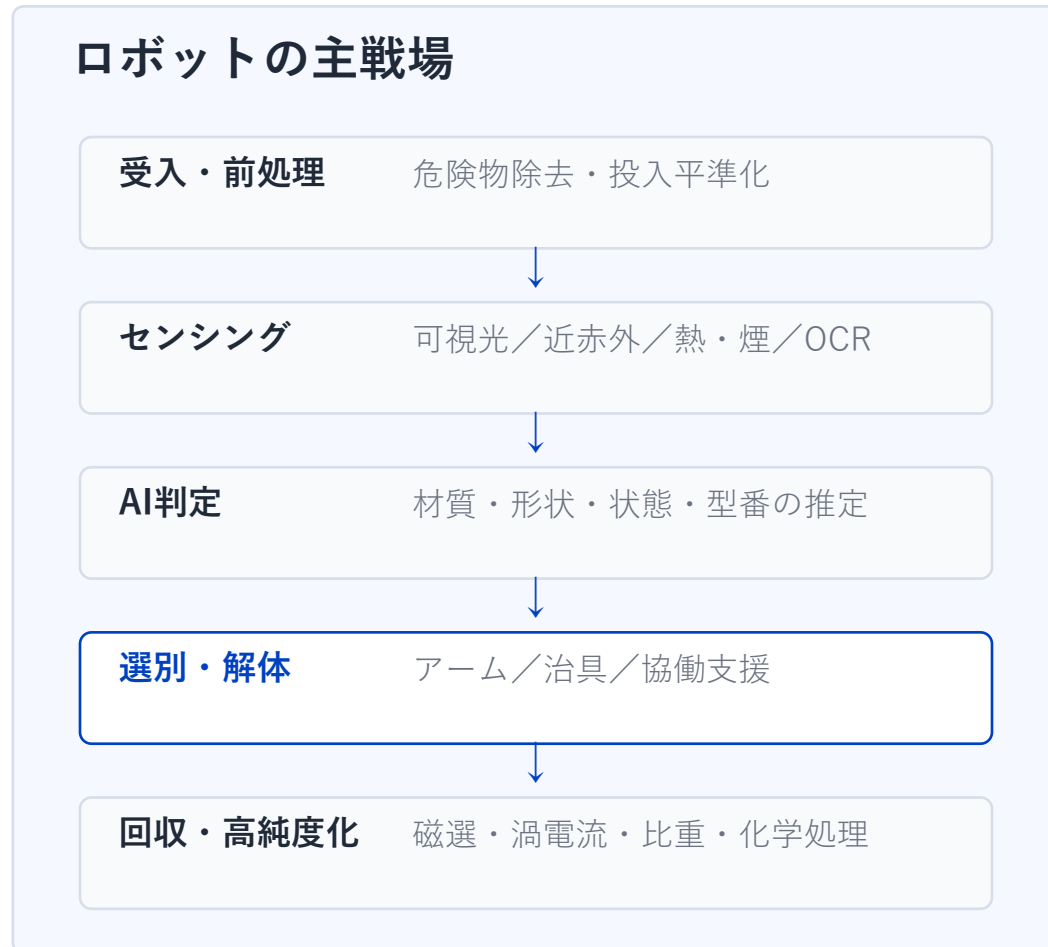 ロボットの主戦場
受入・前処理 危険物除去・投入平準化
センシング 可視光／近赤外／熱・煙／OCR
AI判定 材質・形状・状態・型番の推定
選別・解体 アーム／治具／協働支援
回収・高純度化 磁選・渦電流・比重・化学処理